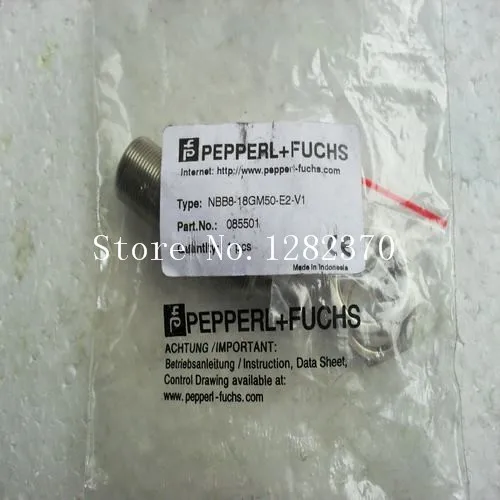 PEPPERL+FUCHS
Internet: http://www.pepperl-fuchs.com
Type: NBB8-18GM50-E2-V1
Part.No.: 085501
Store No: 1282370
Made in Indonesia
PEPPERL+FUCHS
ACHTUNG /IMPORTANT:
Betriebsanleitung / Instruction, Data Sheet,
Control Drawing available at:
www. pepperl-fuchs.com